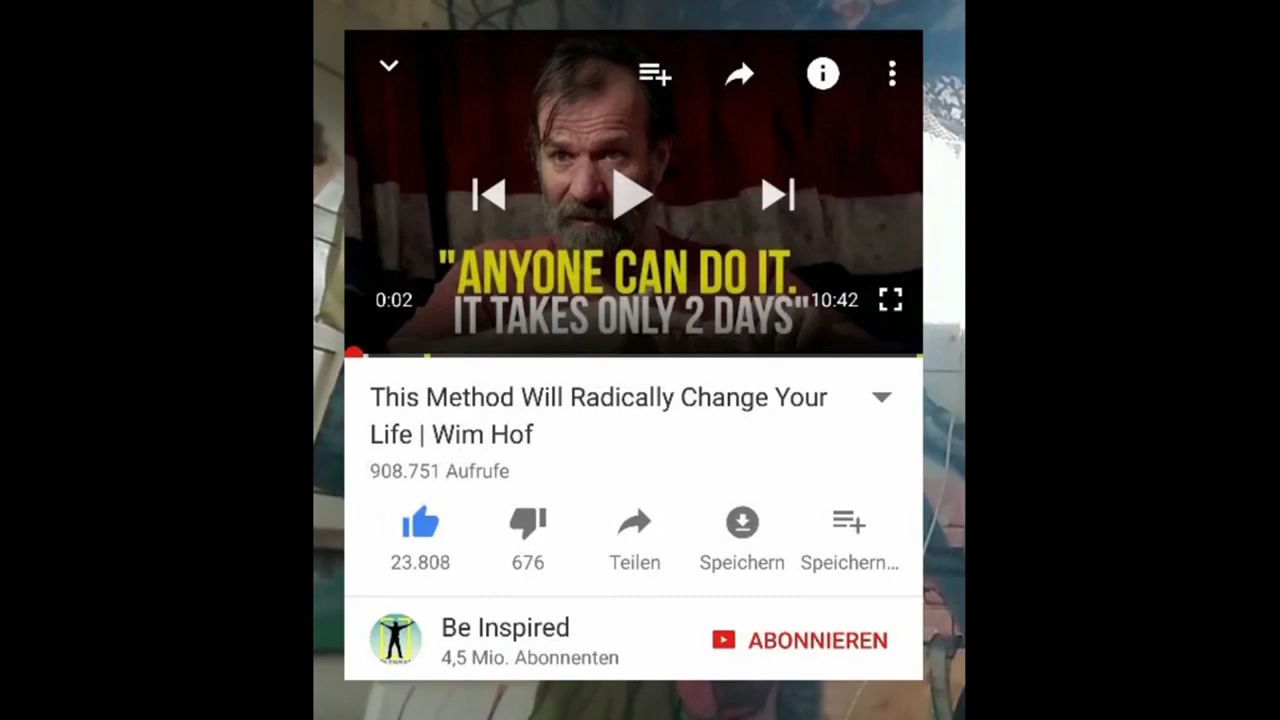 "ANYONE CAN DO IT.
IT TAKES ONLY 2 DAYS"
0:02
10:42
This Method Will Radically Change Your
Life | Wim Hof
908.751 Aufrufe
23.808
676
Teilen
Speichern
Speichern...
Be Inspired
4,5 Mio. Abonnenten
ABONNIEREN